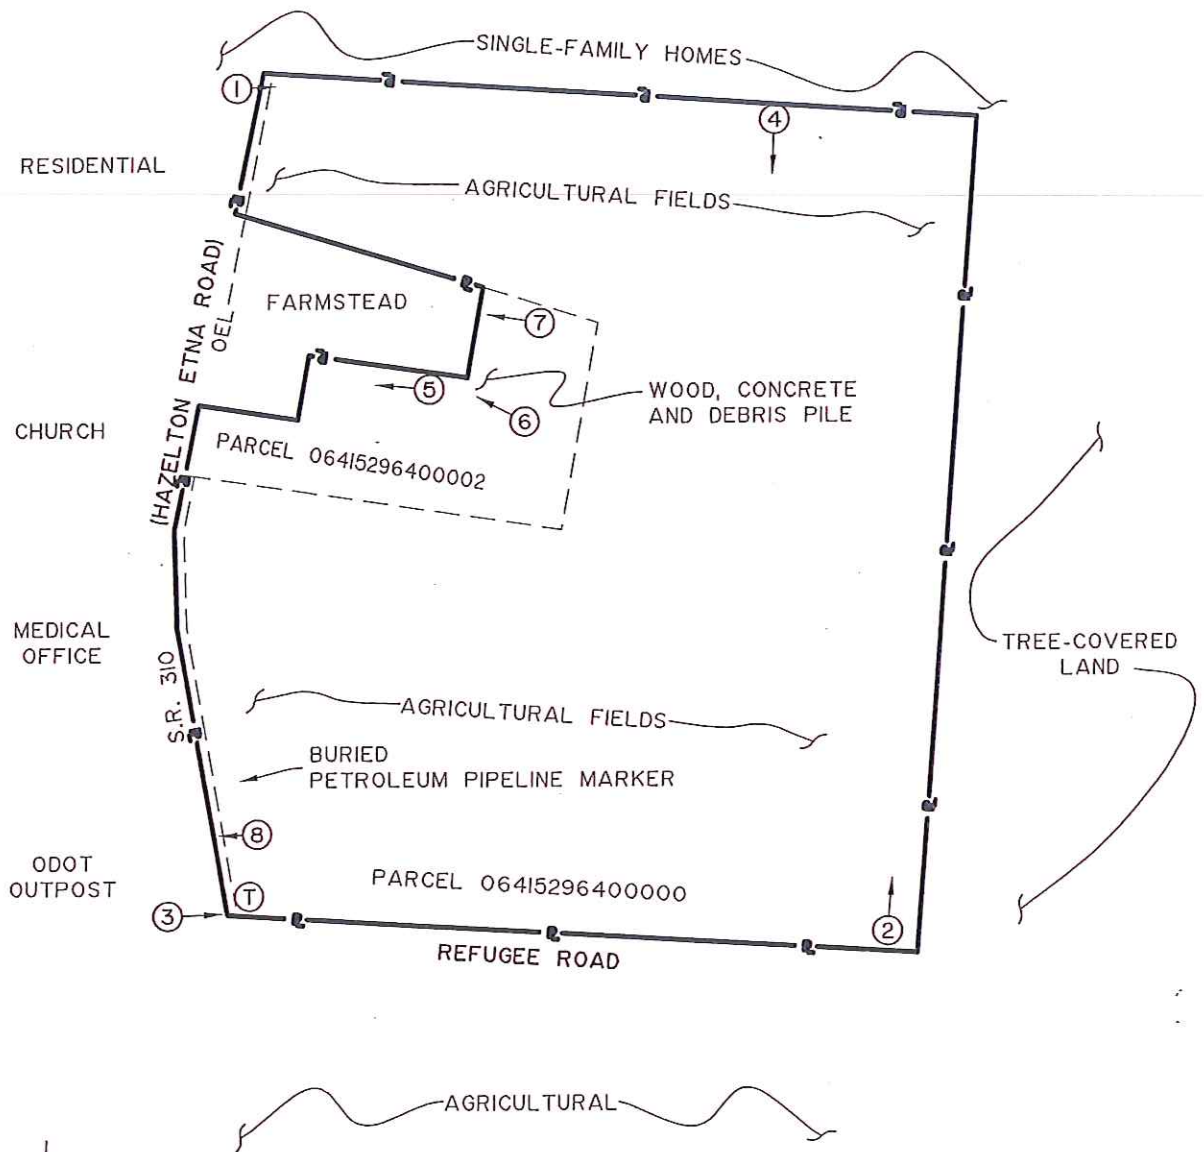 SINGLE-FAMILY HOMES
1
4
RESIDENTIAL
AGRICULTURAL FIELDS
(HAZELTON ETNA ROAD)
OEL
FARMSTEAD
7
5
6
WOOD, CONCRETE
AND DEBRIS PILE
CHURCH
PARCEL 06415296400002
MEDICAL
OFFICE
TREE-COVERED
LAND
S.R. 310
AGRICULTURAL FIELDS
BURIED
PETROLEUM PIPELINE MARKER
8
ODOT
OUTPOST
PARCEL 06415296400000
T
3
2
REFUGEE ROAD
AGRICULTURAL